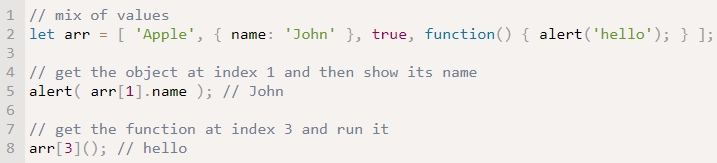 1 // mix of values
2 let arr = [ 'Apple', { name: 'John' }, true, function() { alert('hello'); } ];
3
4 // get the object at index 1 and then show its name
5 alert( arr[1].name ); // John
6
7 // get the function at index 3 and run it
8 arr[3](); // hello